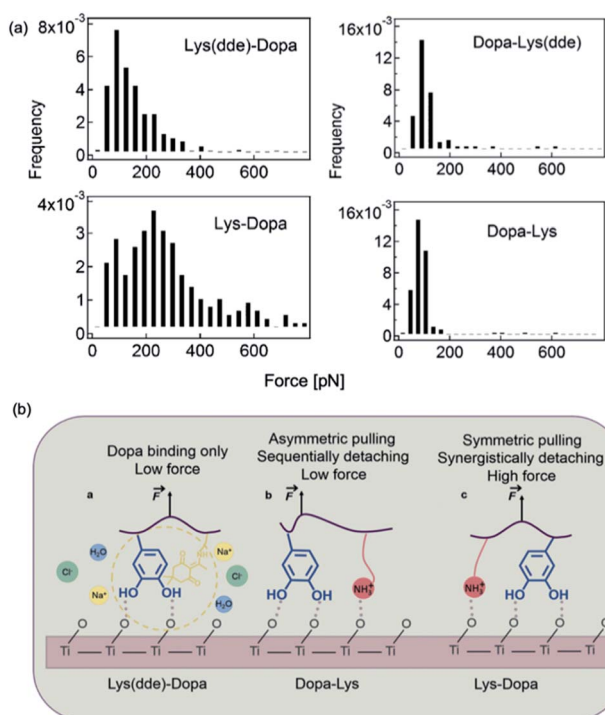 (a)
8x10⁻³
6
4
2
0
Frequency
Lys(dde)-Dopa
0 200 400 600
16x10⁻³
12
8
4
0
Frequency
Dopa-Lys(dde)
0 200 400 600
4x10⁻³
3
2
1
0
Lys-Dopa
0 200 400 600
16x10⁻³
12
8
4
0
Dopa-Lys
0 200 400 600
Force [pN]
(b)
Dopa binding only
Low force
Asymmetric pulling
Sequentially detaching
Low force
Symmetric pulling
Synergistically detaching
High force
a F
b F
c F
H₂O Cl⁻ Na⁺ NH O O O Na⁺ Cl⁻ H₂O
OH OH
OH OH NH₃⁺
NH₃⁺ OH OH
O O O O
O O O O
O O O O
Ti Ti Ti Ti
Ti Ti Ti Ti
Ti Ti Ti Ti
Lys(dde)-Dopa
Dopa-Lys
Lys-Dopa